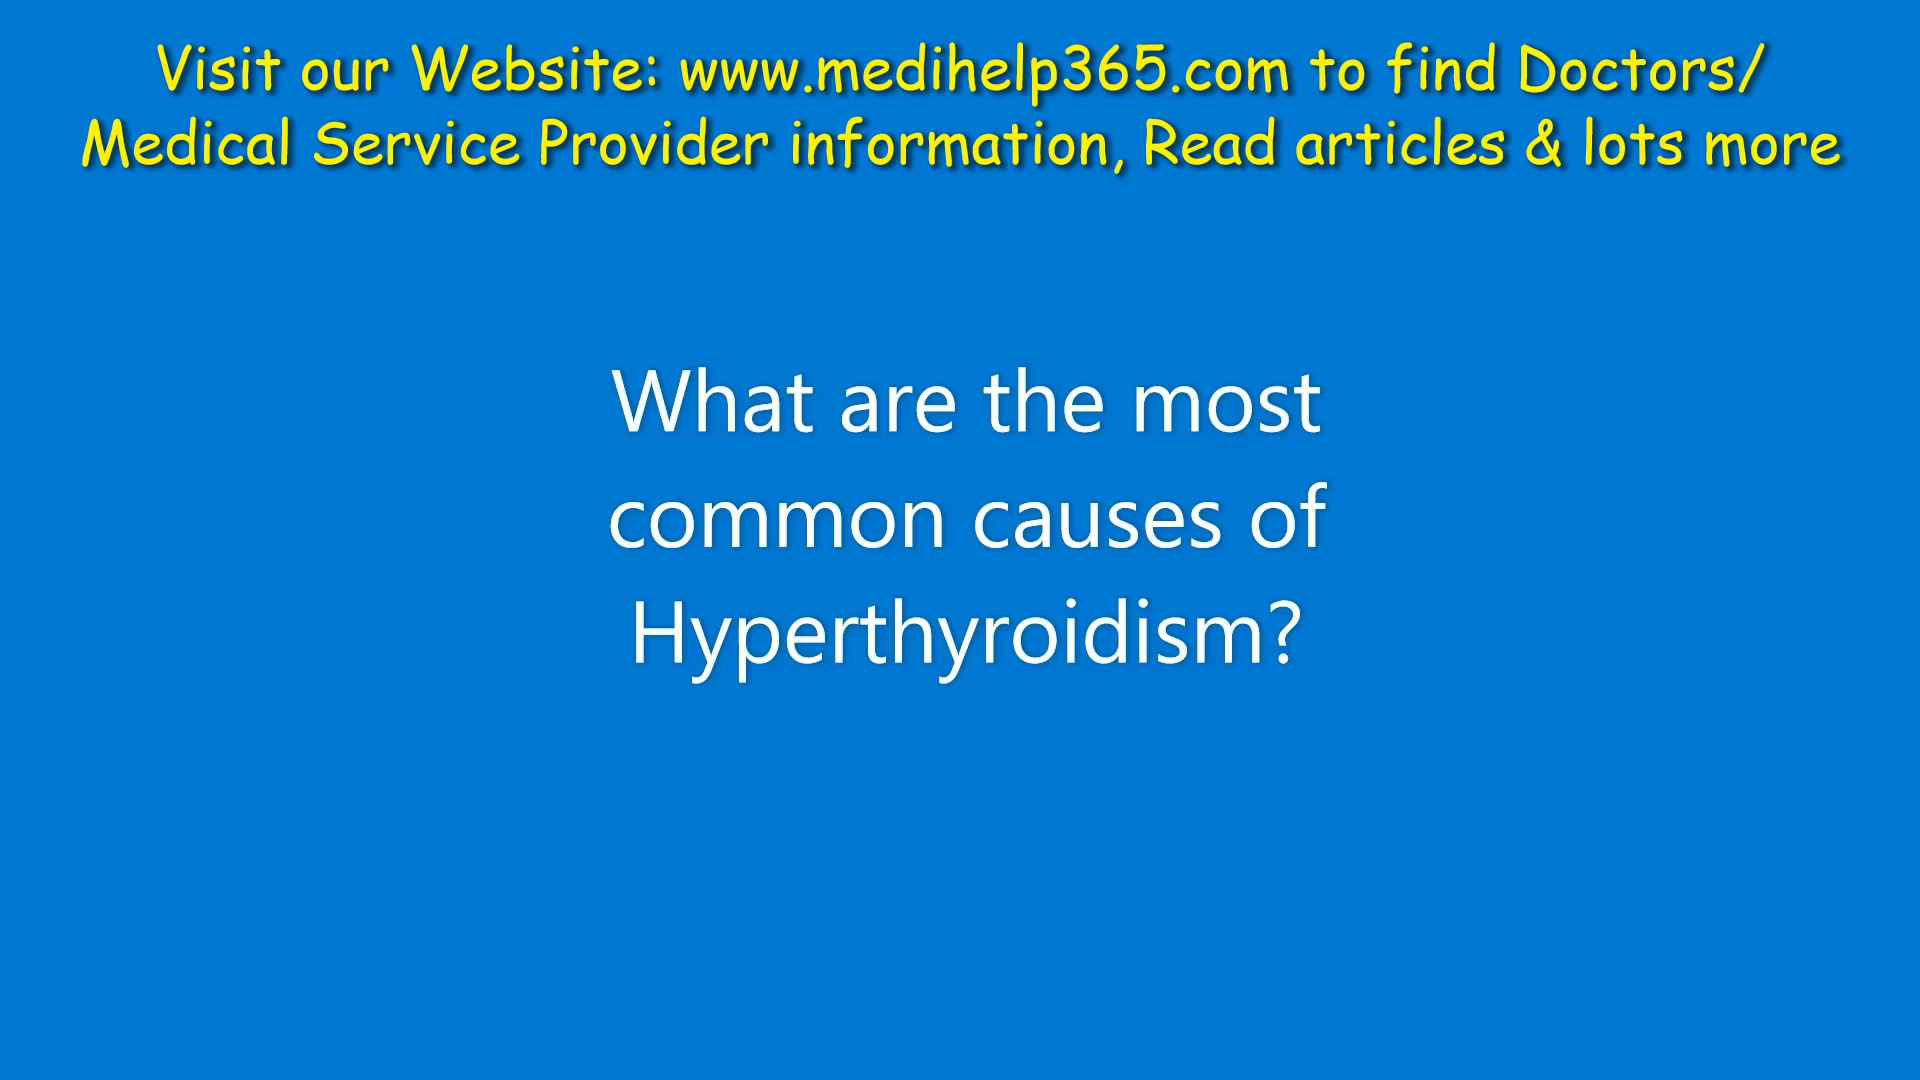 Visit our Website: www.medihelp365.com to find Doctors/
Medical Service Provider information, Read articles & lots more
What are the most
common causes of
Hyperthyroidism?